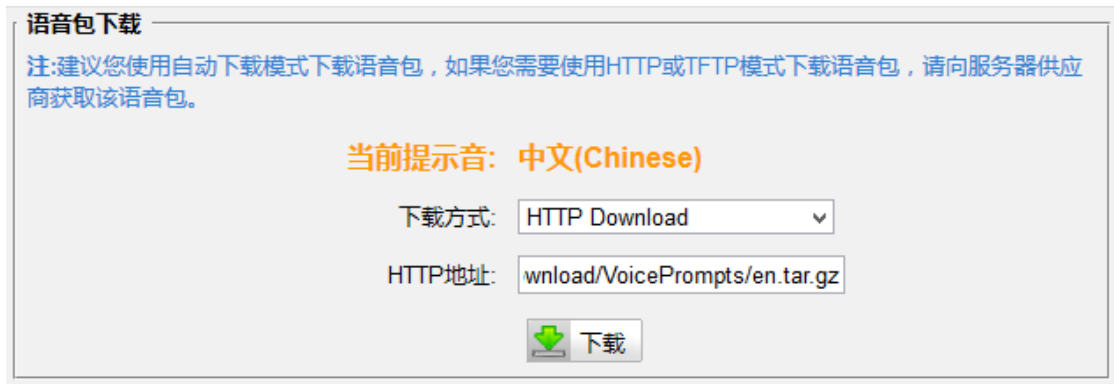 语音包下载
注:建议您使用自动下载模式下载语音包，如果您需要使用HTTP或TFTP模式下载语音包，请向服务器供应
商获取该语音包。
当前提示音: 中文(Chinese)
下载方式: HTTP Download
HTTP地址: wnload/VoicePrompts/en.tar.gz
下载